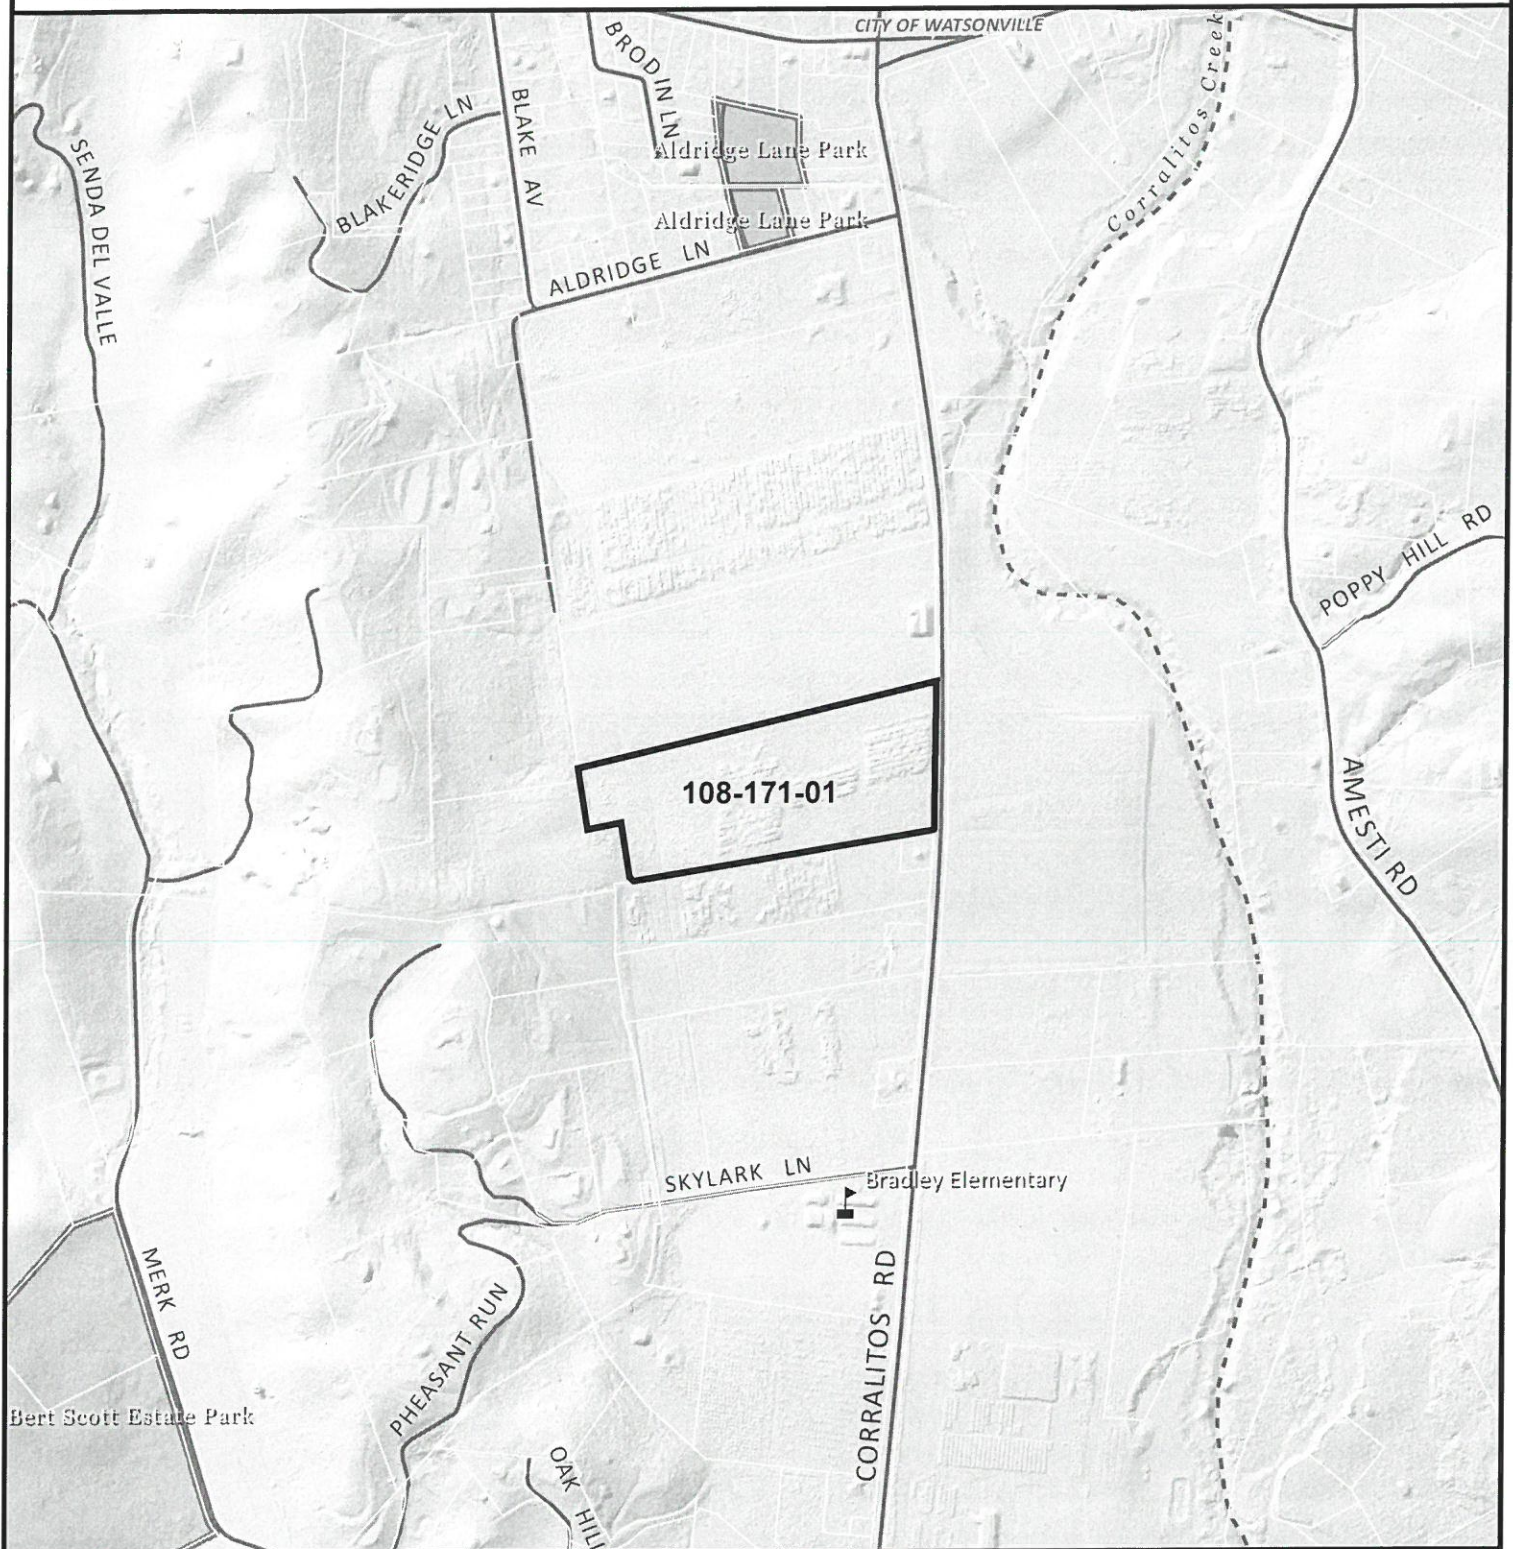 CITY OF WATSONVILLE
Corralitos Creek
BRODIN LN
BLAKE AV
BLAKERIDGE LN
SENDA DEL VALLE
Aldridge Lane Park
Aldridge Lane Park
ALDRIDGE LN
POPPY HILL RD
108-171-01
AMESTI RD
SKYLARK LN
Bradley Elementary
MERK RD
PHEASANT RUN
CORRALITOS RD
Bert Scott Estate Park
OAK HILL